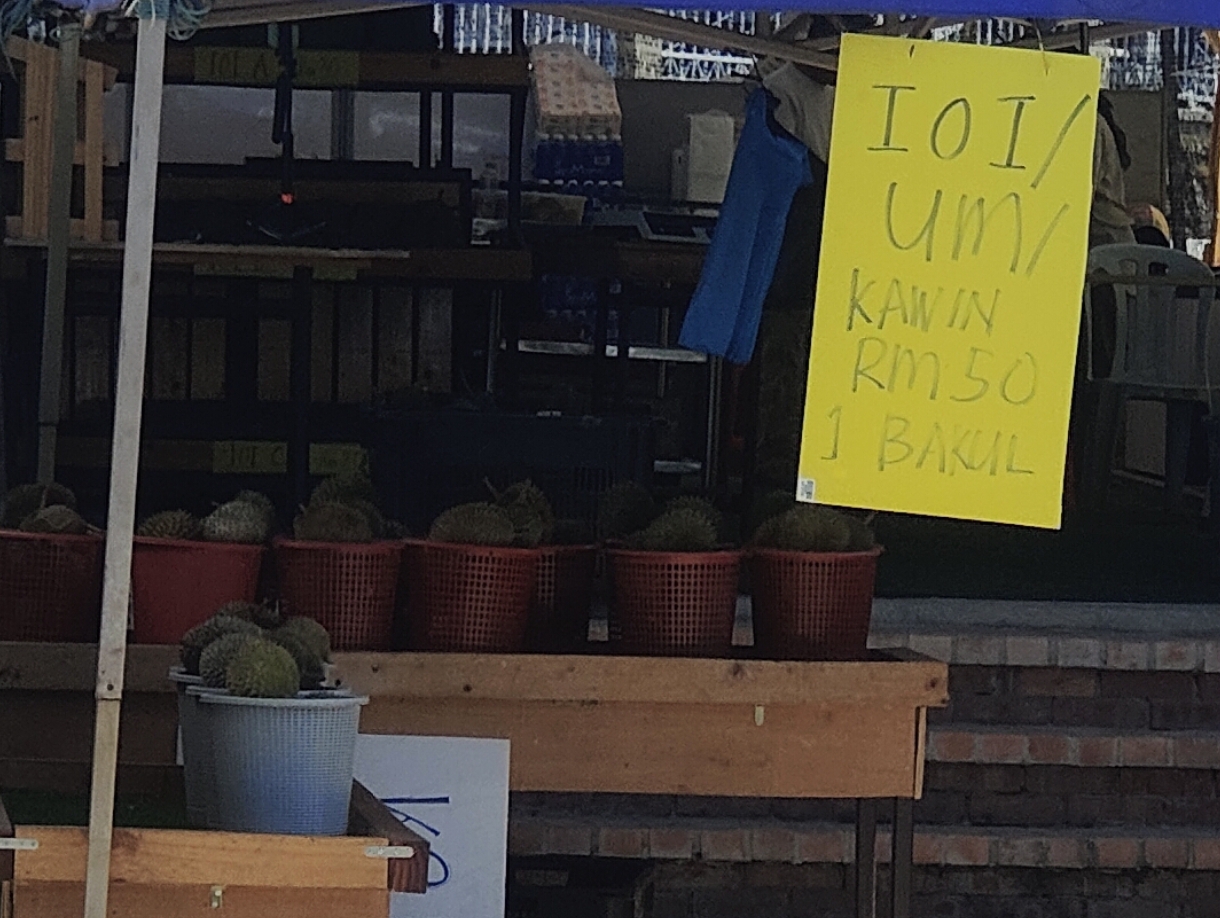 IOI/
UM/
KAWIN
RM50
1 BAKUL